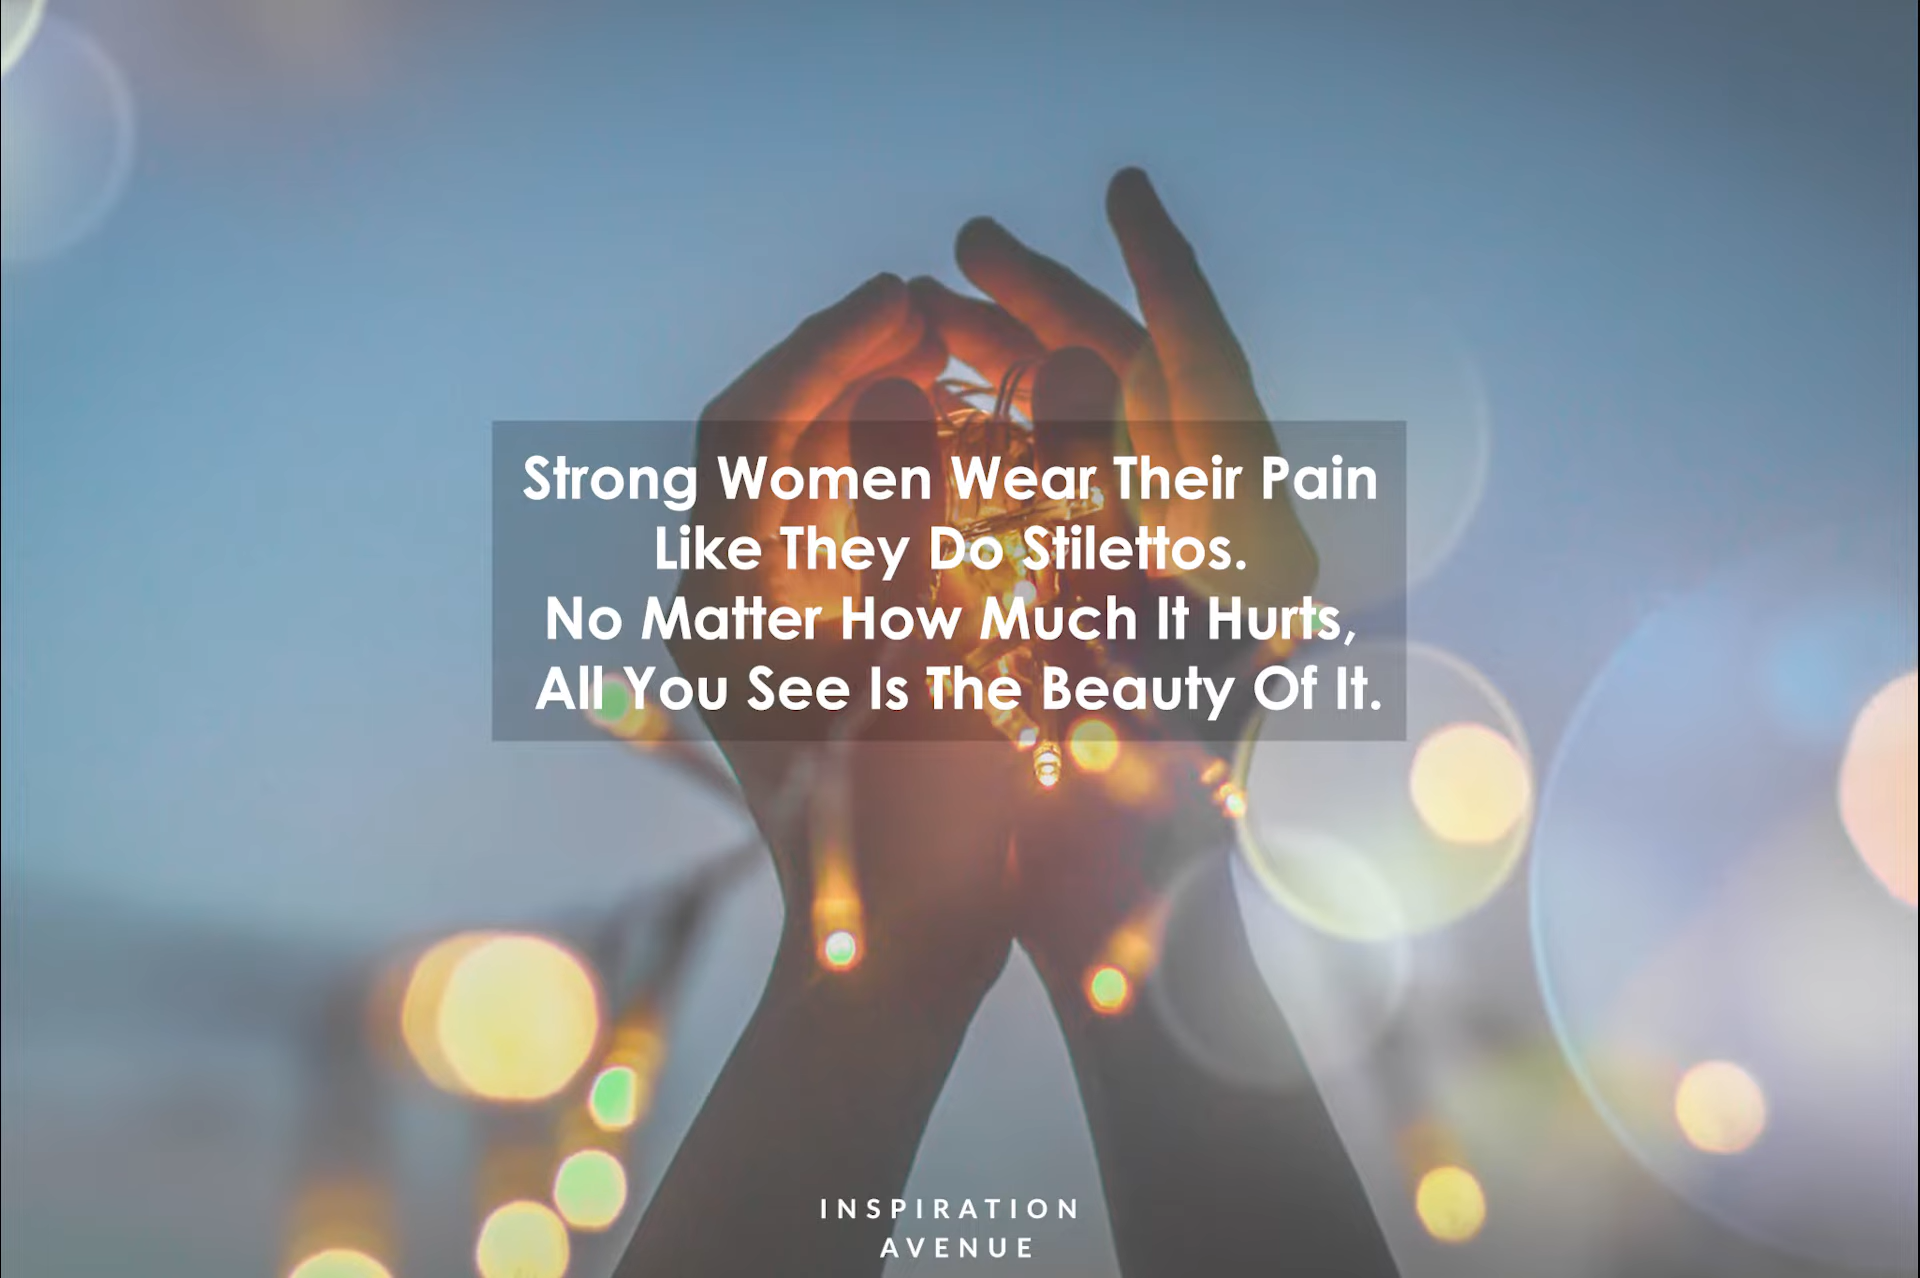 Strong Women Wear Their Pain
Like They Do Stilettos.
No Matter How Much It Hurts,
All You See Is The Beauty Of It.
INSPIRATION
AVENUE